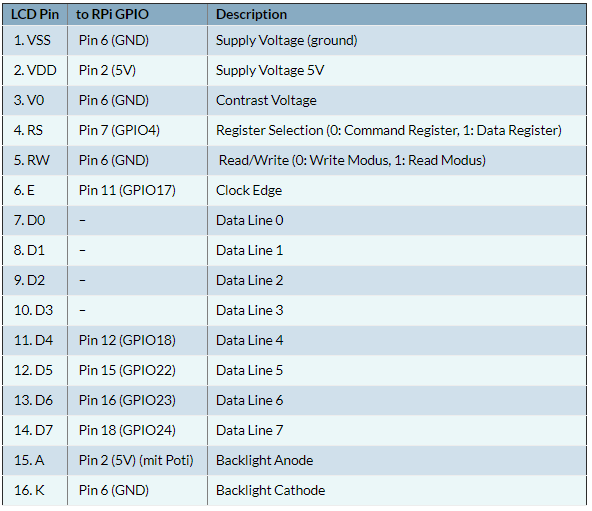 LCD Pin to RPi GPIO Description
1. VSS Pin 6 (GND) Supply Voltage (ground)
2. VDD Pin 2 (5V) Supply Voltage 5V
3. V0 Pin 6 (GND) Contrast Voltage
4. RS Pin 7 (GPIO4) Register Selection (0: Command Register, 1: Data Register)
5. RW Pin 6 (GND) Read/Write (0: Write Modus, 1: Read Modus)
6. E Pin 11 (GPIO17) Clock Edge
7. D0 – Data Line 0
8. D1 – Data Line 1
9. D2 – Data Line 2
10. D3 – Data Line 3
11. D4 Pin 12 (GPIO18) Data Line 4
12. D5 Pin 15 (GPIO22) Data Line 5
13. D6 Pin 16 (GPIO23) Data Line 6
14. D7 Pin 18 (GPIO24) Data Line 7
15. A Pin 2 (5V) (mit Poti) Backlight Anode
16. K Pin 6 (GND) Backlight Cathode